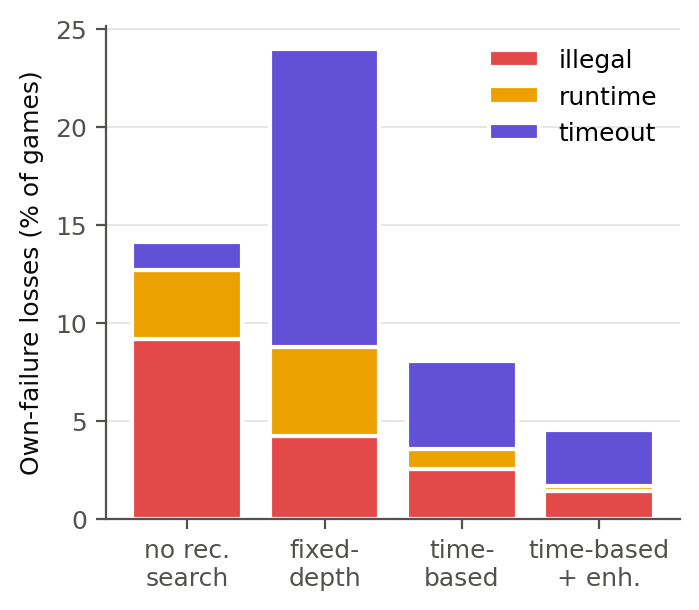 Own-failure losses (% of games)
25
20
15
10
5
0
illegal
runtime
timeout
no rec.
search
fixed-
depth
time-
based
time-based
+ enh.